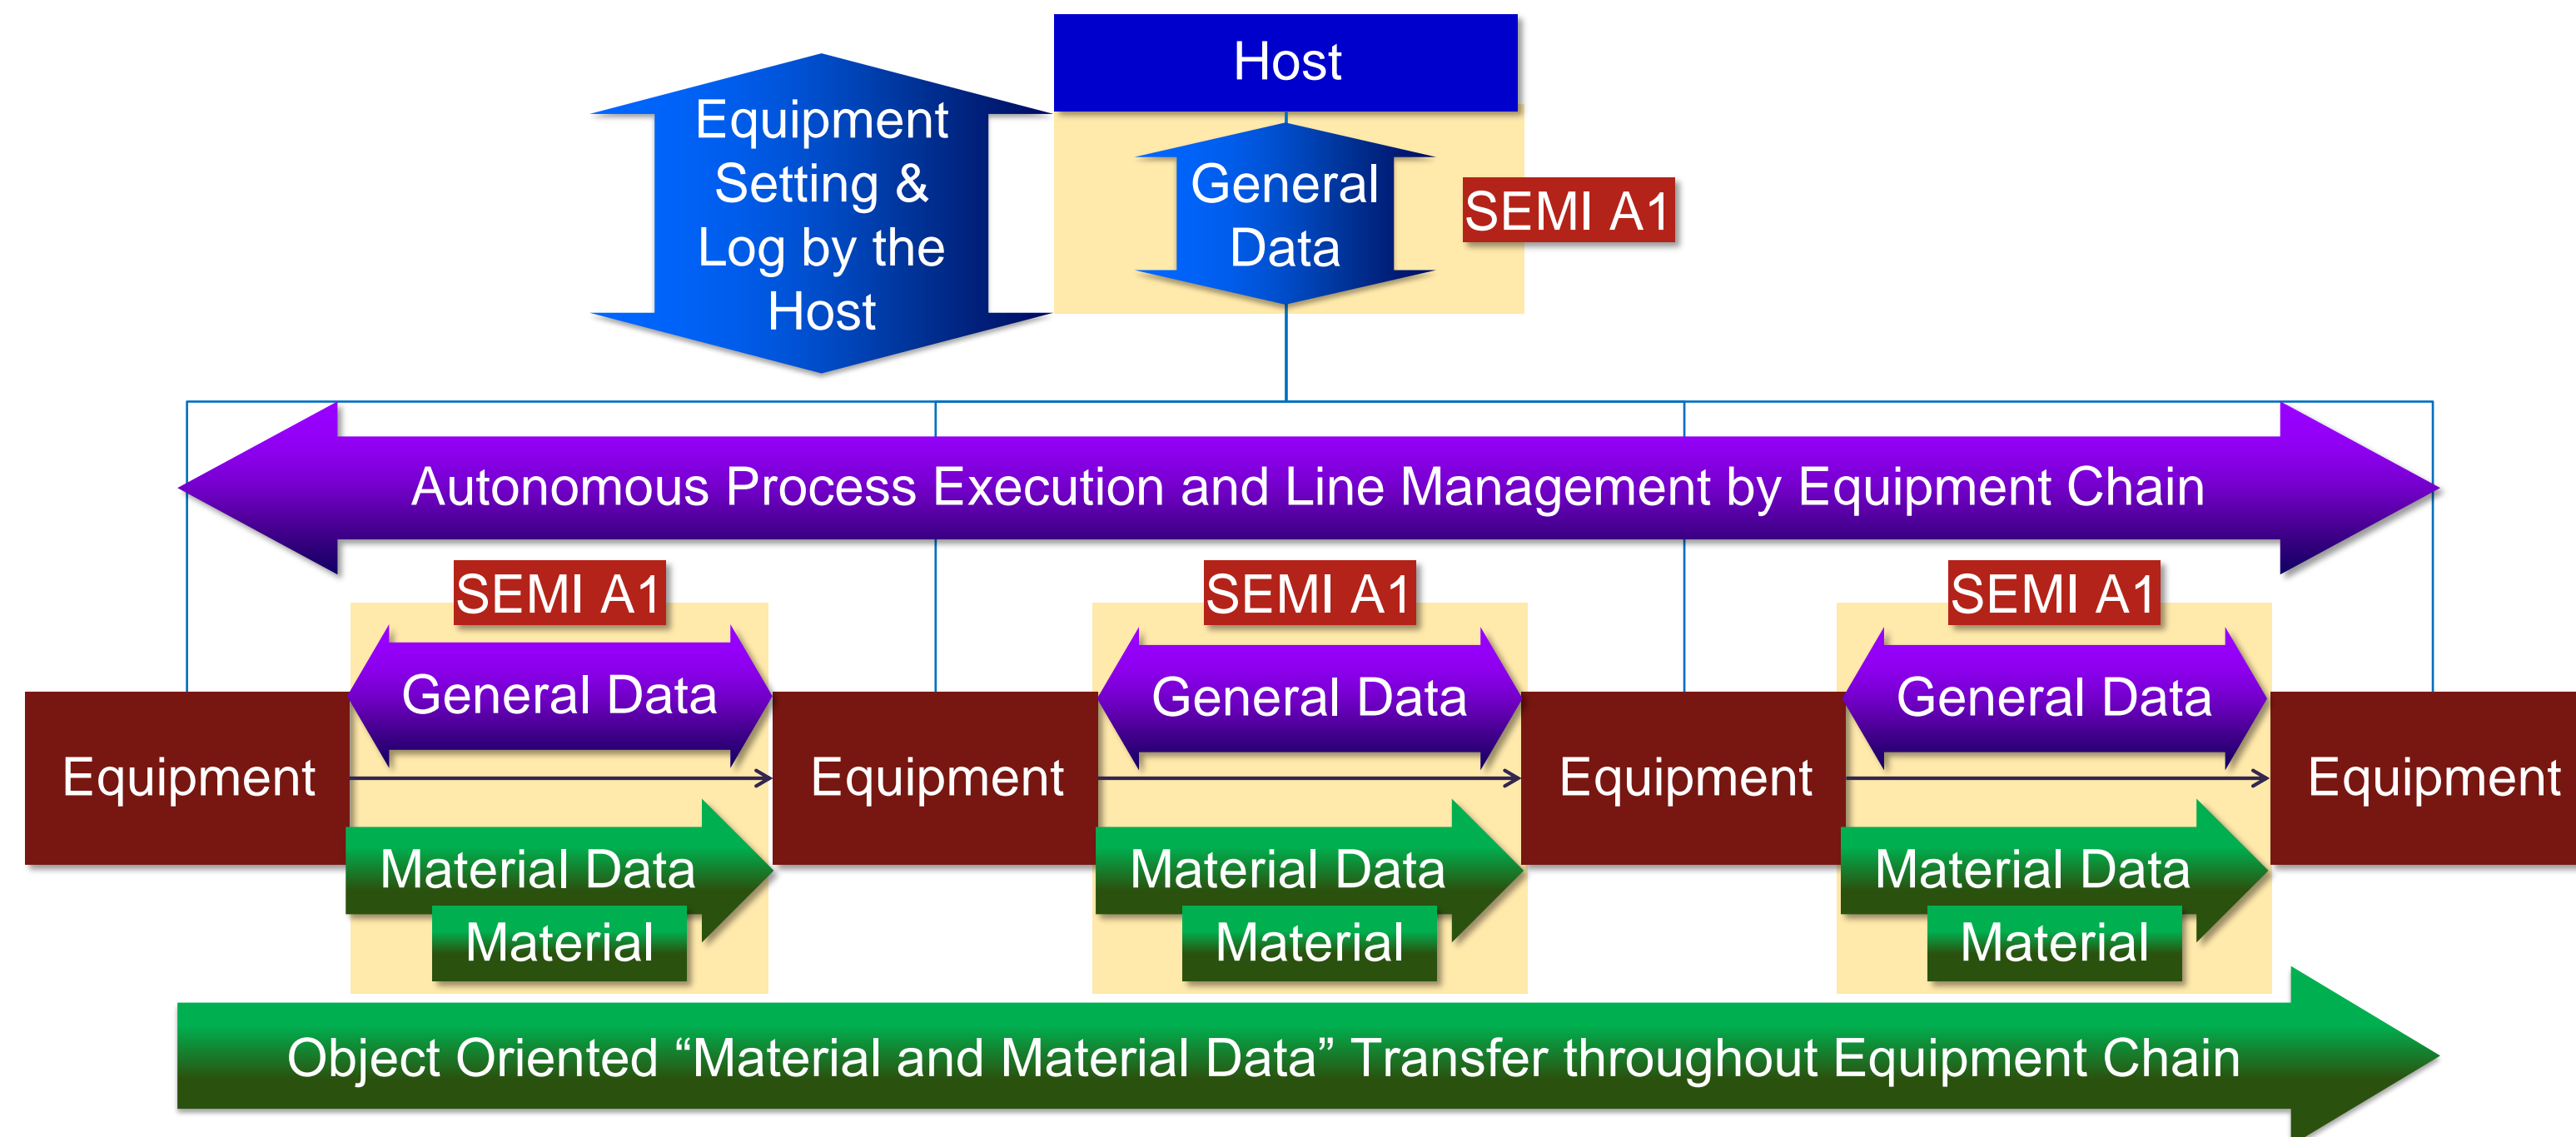 Host
Equipment
Setting &
Log by the
Host
General
Data
SEMI A1
Autonomous Process Execution and Line Management by Equipment Chain
SEMI A1
SEMI A1
SEMI A1
General Data
General Data
General Data
Equipment
Equipment
Equipment
Equipment
Material Data
Material Data
Material Data
Material
Material
Material
Object Oriented “Material and Material Data” Transfer throughout Equipment Chain